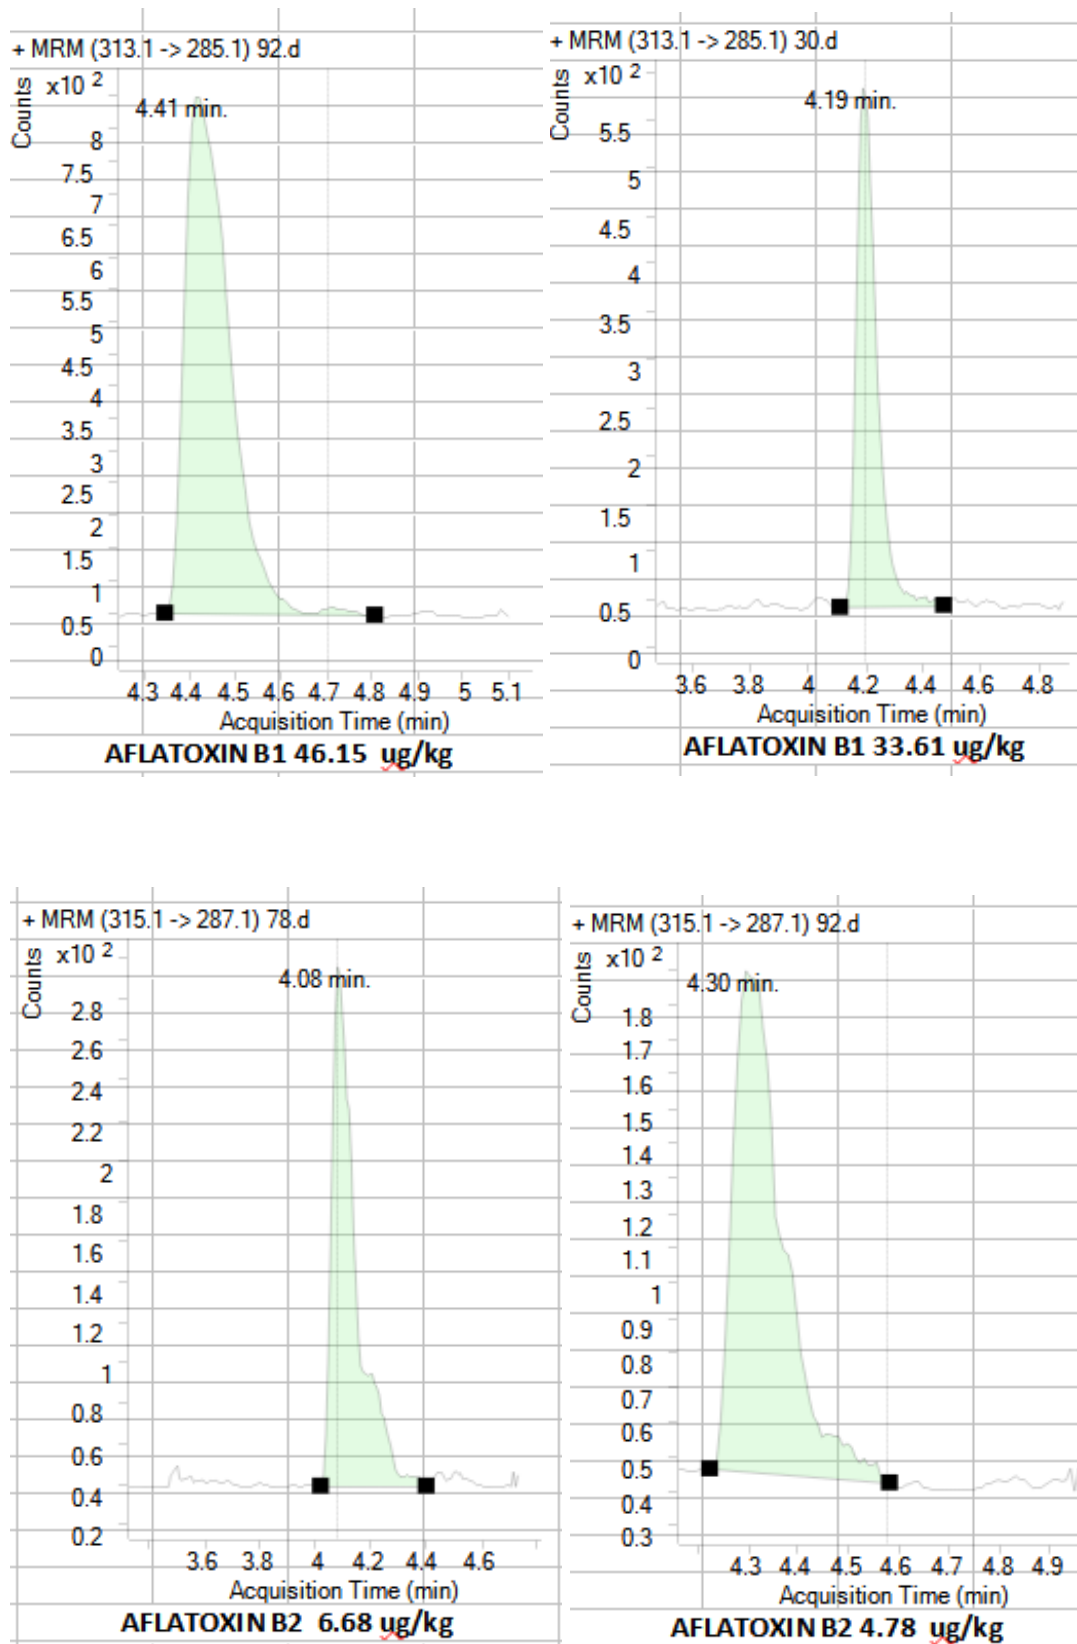 + MRM (313.1 -> 285.1) 92.d
Counts
x10 2
4.41 min.
8
7.5
7
6.5
6
5.5
5
4.5
4
3.5
3
2.5
2
1.5
1
0.5
0
4.3 4.4 4.5 4.6 4.7 4.8 4.9 5 5.1
Acquisition Time (min)
AFLATOXIN B1 46.15 ug/kg
+ MRM (313.1 -> 285.1) 30.d
Counts
x10 2
4.19 min.
5.5
5
4.5
4
3.5
3
2.5
2
1.5
1
0.5
0
3.6 3.8 4 4.2 4.4 4.6 4.8
Acquisition Time (min)
AFLATOXIN B1 33.61 ug/kg
+ MRM (315.1 -> 287.1) 78.d
Counts
x10 2
4.08 min.
2.8
2.6
2.4
2.2
2
1.8
1.6
1.4
1.2
1
0.8
0.6
0.4
0.2
3.6 3.8 4 4.2 4.4 4.6
Acquisition Time (min)
AFLATOXIN B2 6.68 ug/kg
+ MRM (315.1 -> 287.1) 92.d
Counts
x10 2
4.30 min.
1.8
1.7
1.6
1.5
1.4
1.3
1.2
1.1
1
0.9
0.8
0.7
0.6
0.5
0.4
0.3
4.3 4.4 4.5 4.6 4.7 4.8 4.9
Acquisition Time (min)
AFLATOXIN B2 4.78 ug/kg